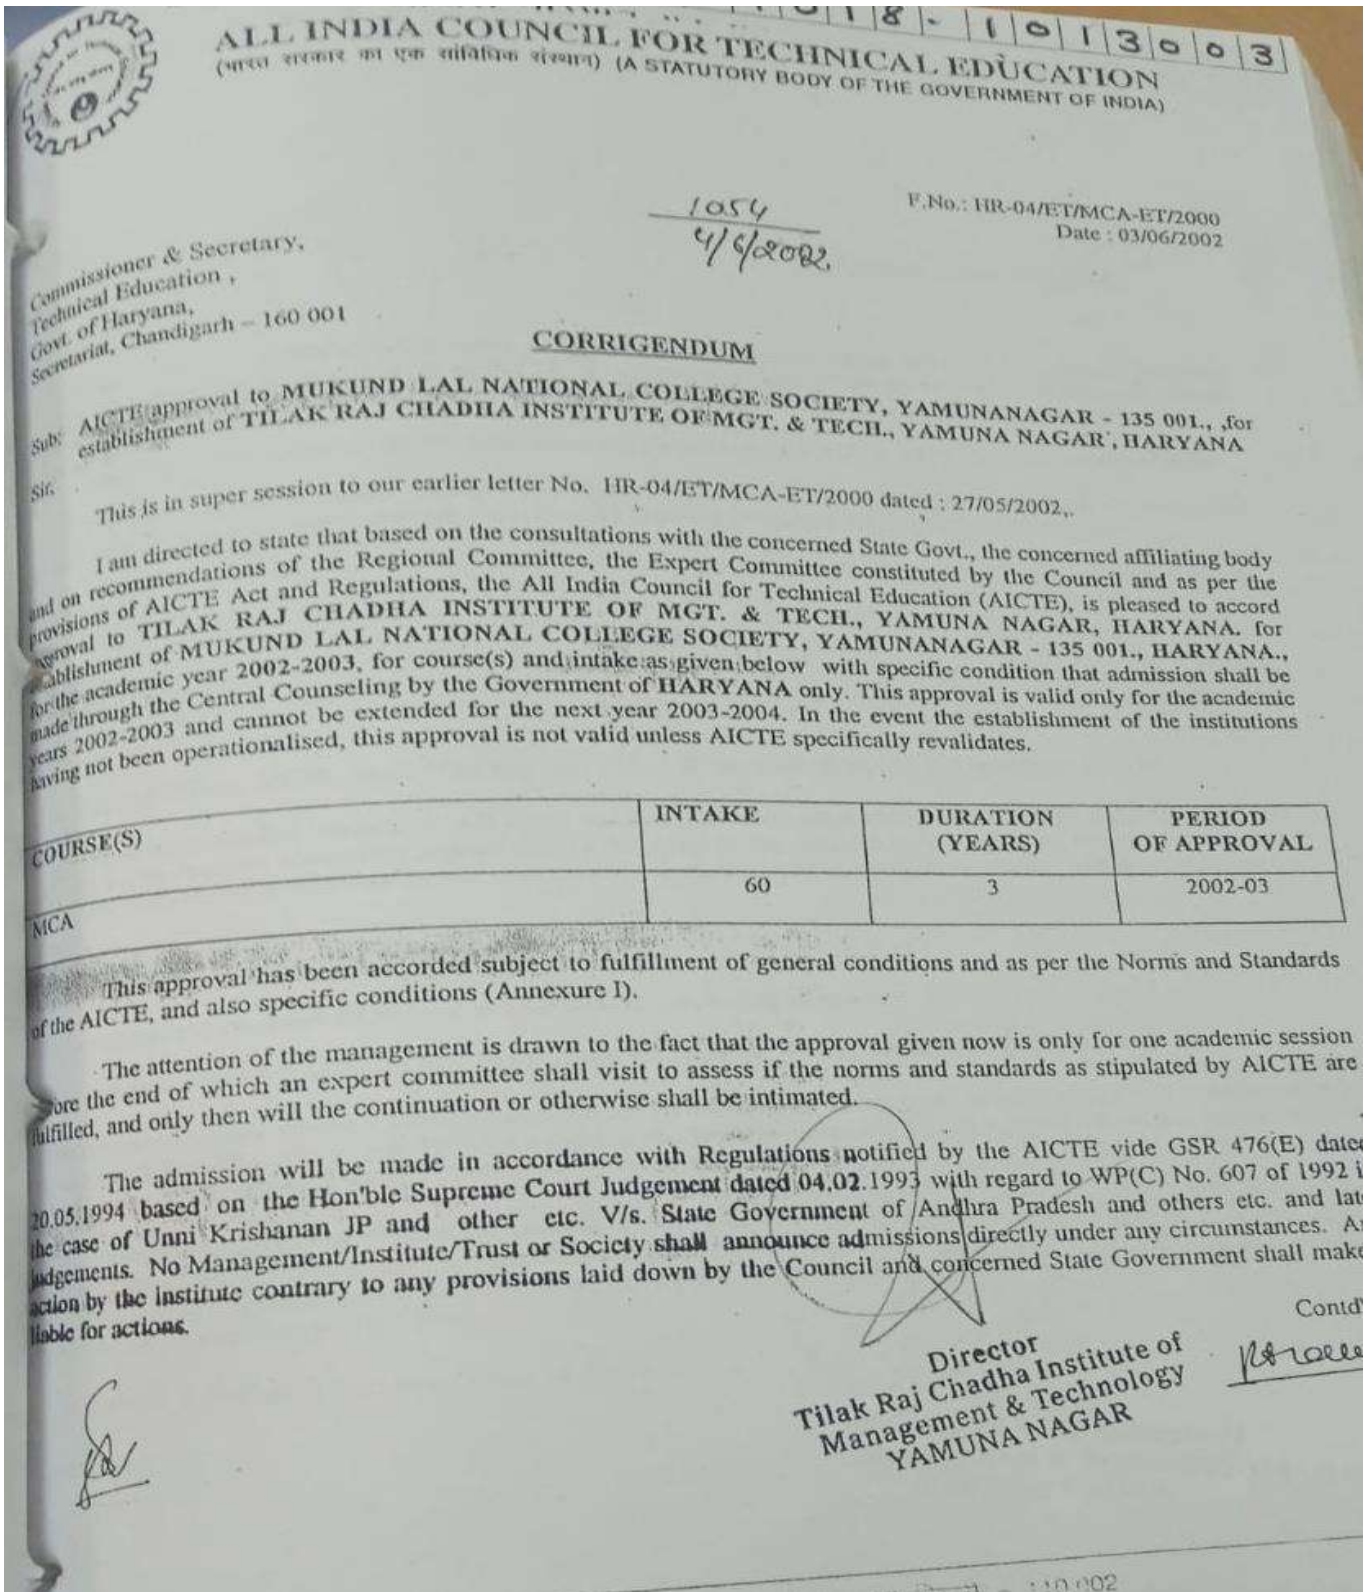 18-1013003
ALL INDIA COUNCIL FOR TECHNICAL EDUCATION
(भारत सरकार का एक सांविधिक संस्थान) (A STATUTORY BODY OF THE GOVERNMENT OF INDIA)
1054
4/6/2002.
F.No.: HR-04/ET/MCA-ET/2000
Date : 03/06/2002
Commissioner & Secretary,
Technical Education ,
Govt. of Haryana,
Secretariat, Chandigarh – 160 001
CORRIGENDUM
Sub: AICTE approval to MUKUND LAL NATIONAL COLLEGE SOCIETY, YAMUNANAGAR - 135 001., ,for
establishment of TILAK RAJ CHADHA INSTITUTE OF MGT. & TECH., YAMUNA NAGAR , HARYANA
Sir,
This is in super session to our earlier letter No. HR-04/ET/MCA-ET/2000 dated : 27/05/2002,.
I am directed to state that based on the consultations with the concerned State Govt., the concerned affiliating body
and on recommendations of the Regional Committee, the Expert Committee constituted by the Council and as per the
provisions of AICTE Act and Regulations, the All India Council for Technical Education (AICTE), is pleased to accord
approval to TILAK RAJ CHADHA INSTITUTE OF MGT. & TECH., YAMUNA NAGAR, HARYANA. for
ablishment of MUKUND LAL NATIONAL COLLEGE SOCIETY, YAMUNANAGAR - 135 001., HARYANA.,
for the academic year 2002-2003, for course(s) and intake as given below with specific condition that admission shall be
made through the Central Counseling by the Government of HARYANA only. This approval is valid only for the academic
years 2002-2003 and cannot be extended for the next year 2003-2004. In the event the establishment of the institutions
having not been operationalised, this approval is not valid unless AICTE specifically revalidates.
COURSE(S) INTAKE DURATION (YEARS) PERIOD OF APPROVAL
MCA 60 3 2002-03
This approval has been accorded subject to fulfillment of general conditions and as per the Norms and Standards
of the AICTE, and also specific conditions (Annexure I).
The attention of the management is drawn to the fact that the approval given now is only for one academic session
ore the end of which an expert committee shall visit to assess if the norms and standards as stipulated by AICTE are
fulfilled, and only then will the continuation or otherwise shall be intimated.
The admission will be made in accordance with Regulations notified by the AICTE vide GSR 476(E) dated
20.05.1994 based on the Hon'ble Supreme Court Judgement dated 04.02.1993 with regard to WP(C) No. 607 of 1992 i
the case of Unni Krishanan JP and other etc. V/s. State Government of Andhra Pradesh and others etc. and late
judgements. No Management/Institute/Trust or Society shall announce admissions directly under any circumstances. A
action by the institute contrary to any provisions laid down by the Council and concerned State Government shall make
liable for actions.
Contd
Director
Tilak Raj Chadha Institute of
Management & Technology
YAMUNA NAGAR